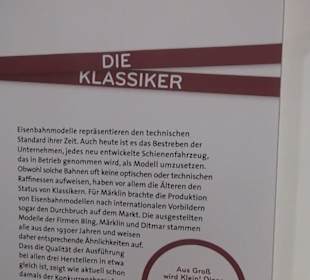 DIE
KLASSIKER
Eisenbahnmodelle repräsentieren den technischen
Standard ihrer Zeit. Auch heute ist es das Bestreben der
Unternehmen, jedes neu entwickelte Schienenfahrzeug,
das in Betrieb genommen wird, als Modell umzusetzen.
Obwohl solche Bahnen oft keine optischen oder technischen
Raffinessen aufweisen, haben vor allem die Älteren den
Status von Klassikern. Für Märklin brachte die Produktion
von Eisenbahnmodellen nach internationalen Vorbildern
sogar den Durchbruch auf dem Markt. Die ausgestellten
Modelle der Firmen Bing, Märklin und Distler stammen
alle aus den 1930er Jahren und weisen
daher entsprechende Ähnlichkeiten auf.
Dass die Qualität der Ausführung
bei allen drei Herstellern in etwa
gleich ist, zeigt wie aktuell schon
damals der
Aus Groß
wird Klein!